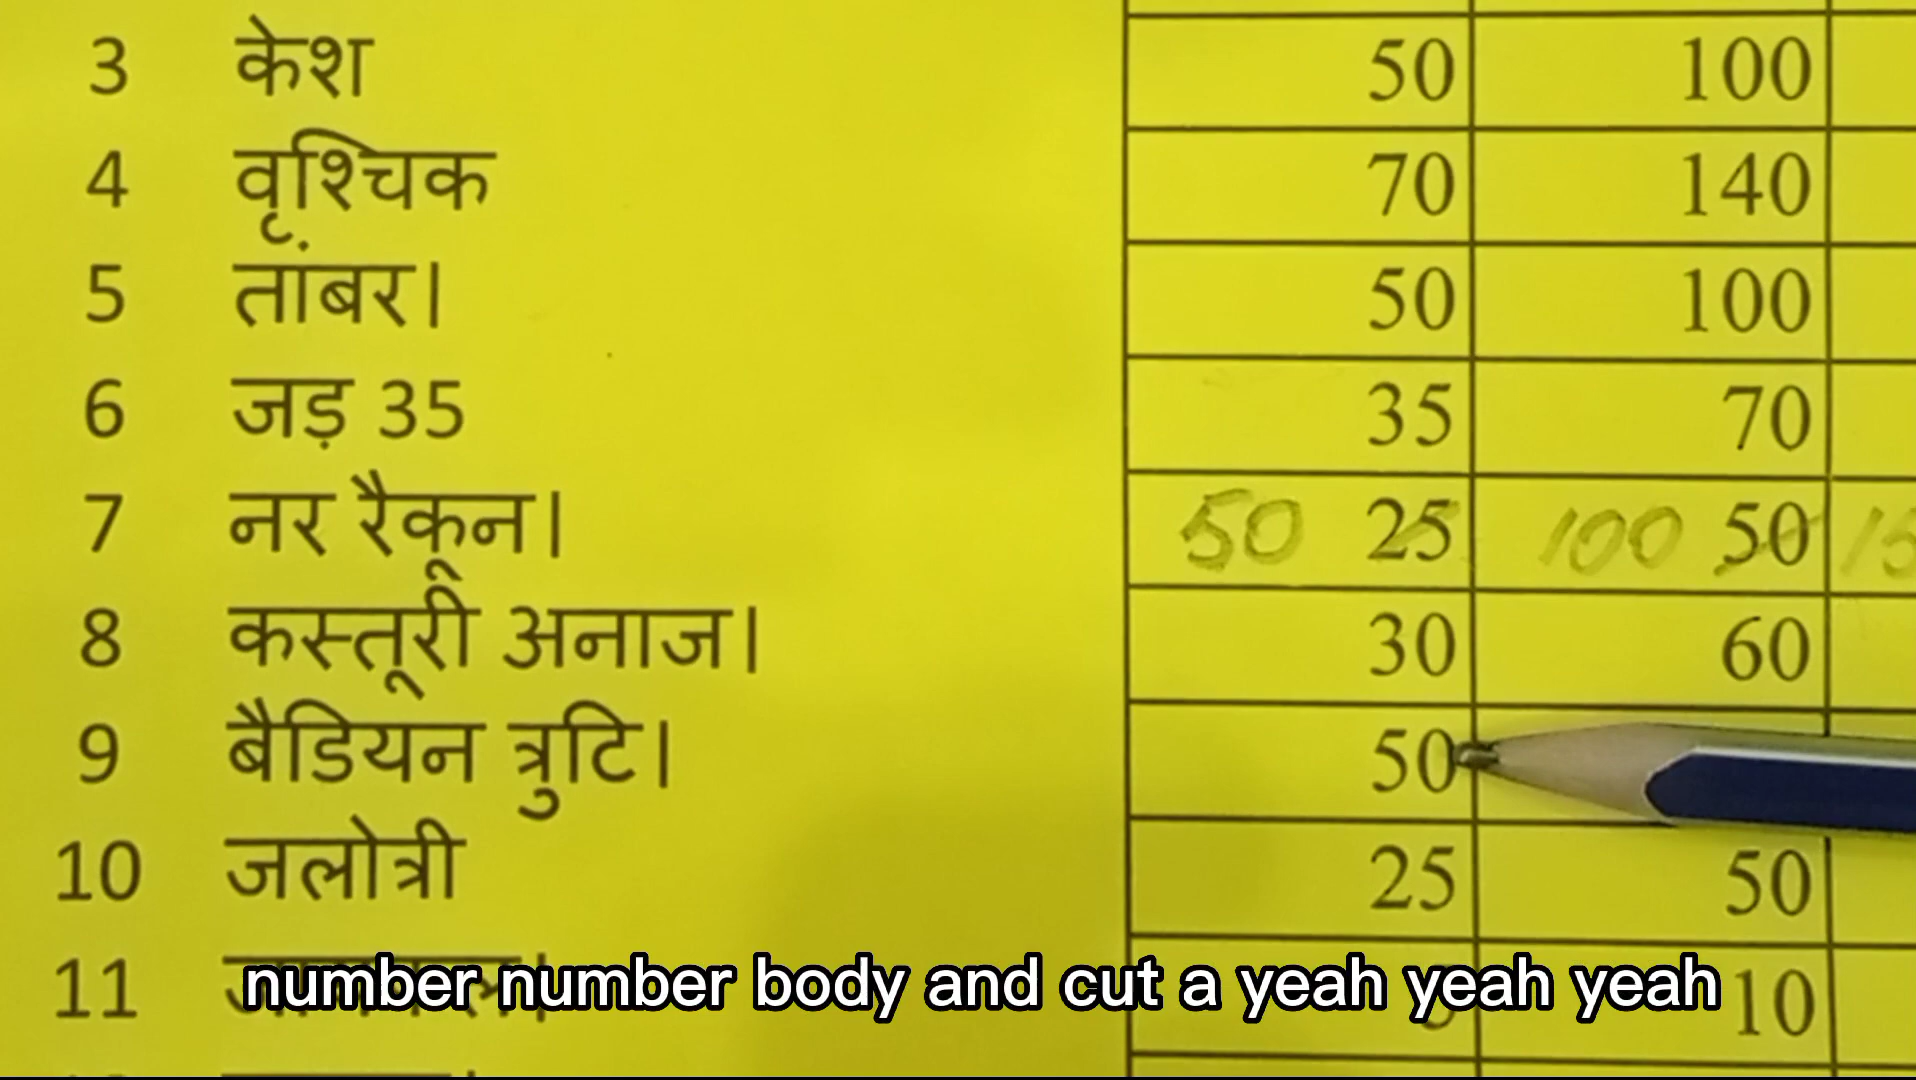 3 केश 50 100
4 वृश्चिक 70 140
5 तांबर। 50 100
6 जड़ 35 35 70
7 नर रैकून। 50 25 100 50
8 कस्तूरी अनाज। 30 60
9 बैडियन त्रुटि। 50
10 जलोत्री 25 50
11 10
number number body and cut a yeah yeah yeah